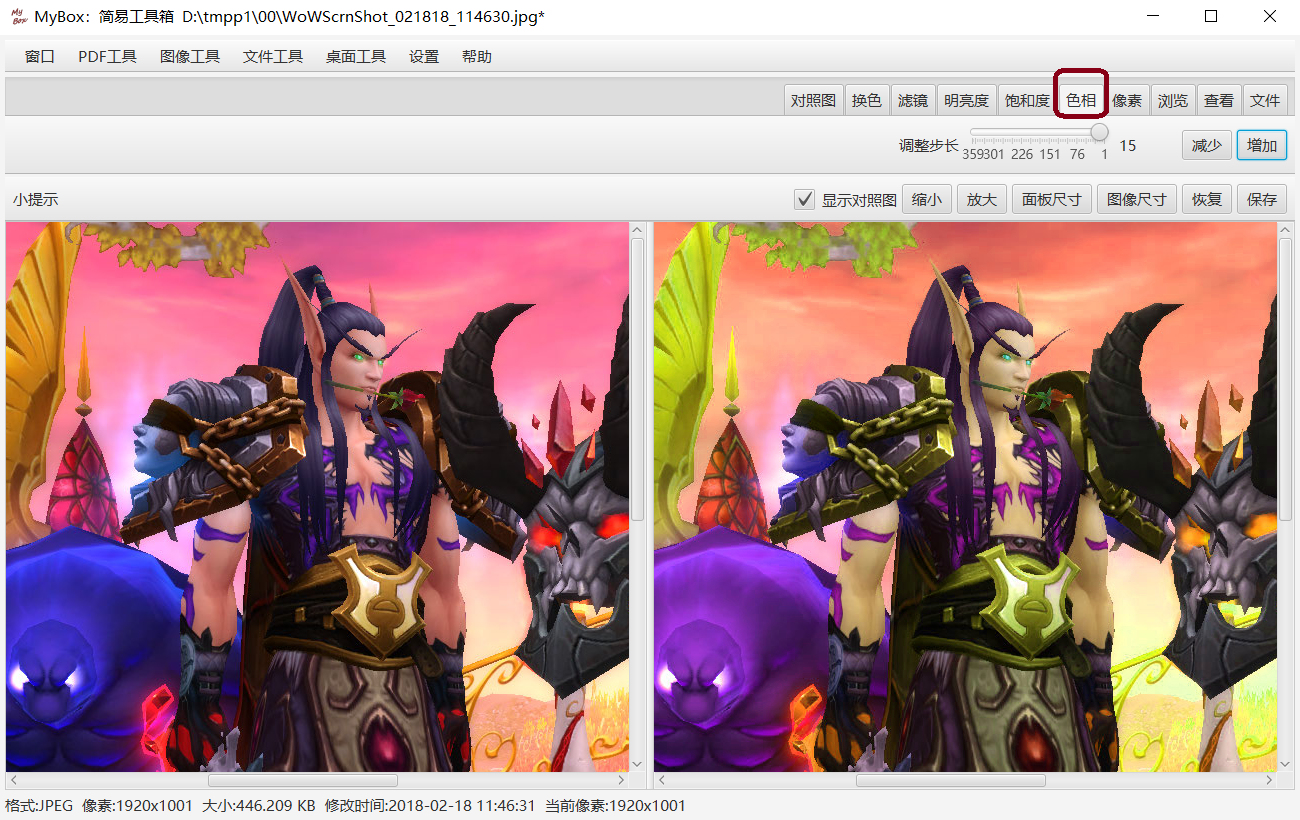 My Box MyBox：简易工具箱 D:\tmpp1\00\WoWScrnShot_021818_114630.jpg*
窗口 PDF工具 图像工具 文件工具 桌面工具 设置 帮助
对照图 换色 滤镜 明亮度 饱和度 色相 像素 浏览 查看 文件
调整步长 359301 226 151 76 1 15 减少 增加
小提示 显示对照图 缩小 放大 面板尺寸 图像尺寸 恢复 保存
格式:JPEG 像素:1920x1001 大小:446.209 KB 修改时间:2018-02-18 11:46:31 当前像素:1920x1001